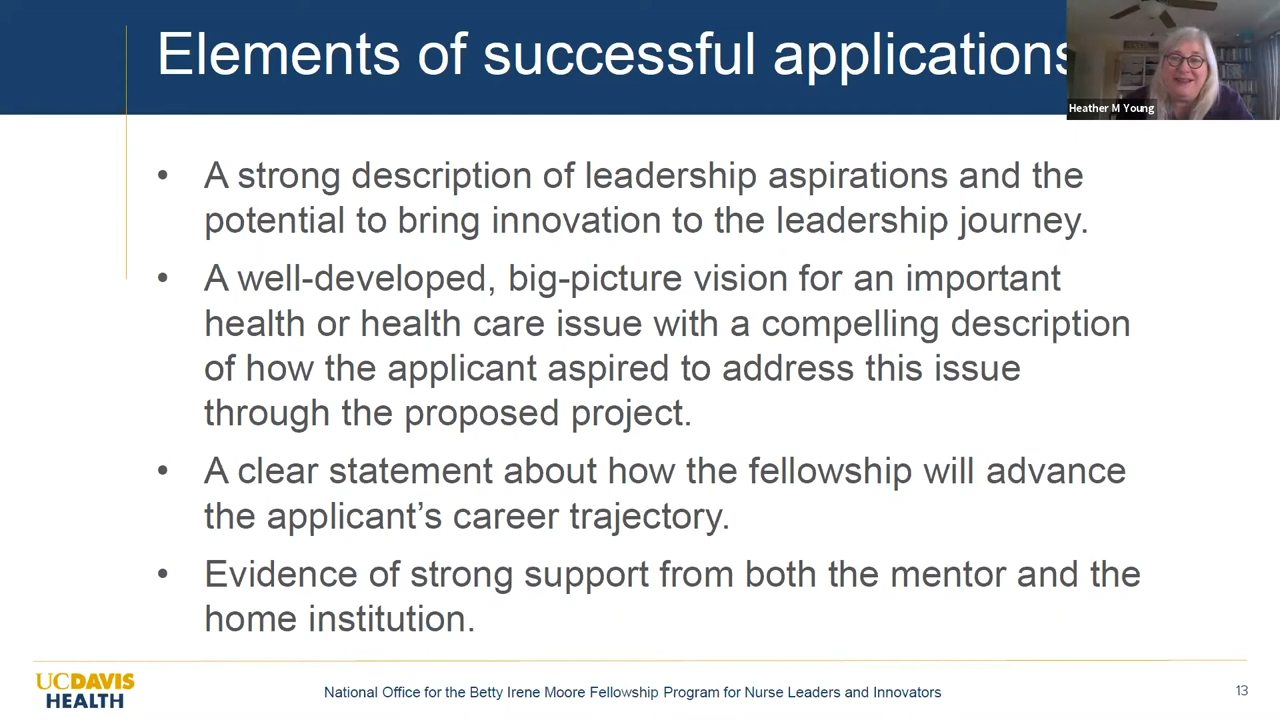 Elements of successful applications
Heather M Young
• A strong description of leadership aspirations and the
potential to bring innovation to the leadership journey.
• A well-developed, big-picture vision for an important
health or health care issue with a compelling description
of how the applicant aspired to address this issue
through the proposed project.
• A clear statement about how the fellowship will advance
the applicant’s career trajectory.
• Evidence of strong support from both the mentor and the
home institution.
UCDAVIS
HEALTH
National Office for the Betty Irene Moore Fellowship Program for Nurse Leaders and Innovators
13